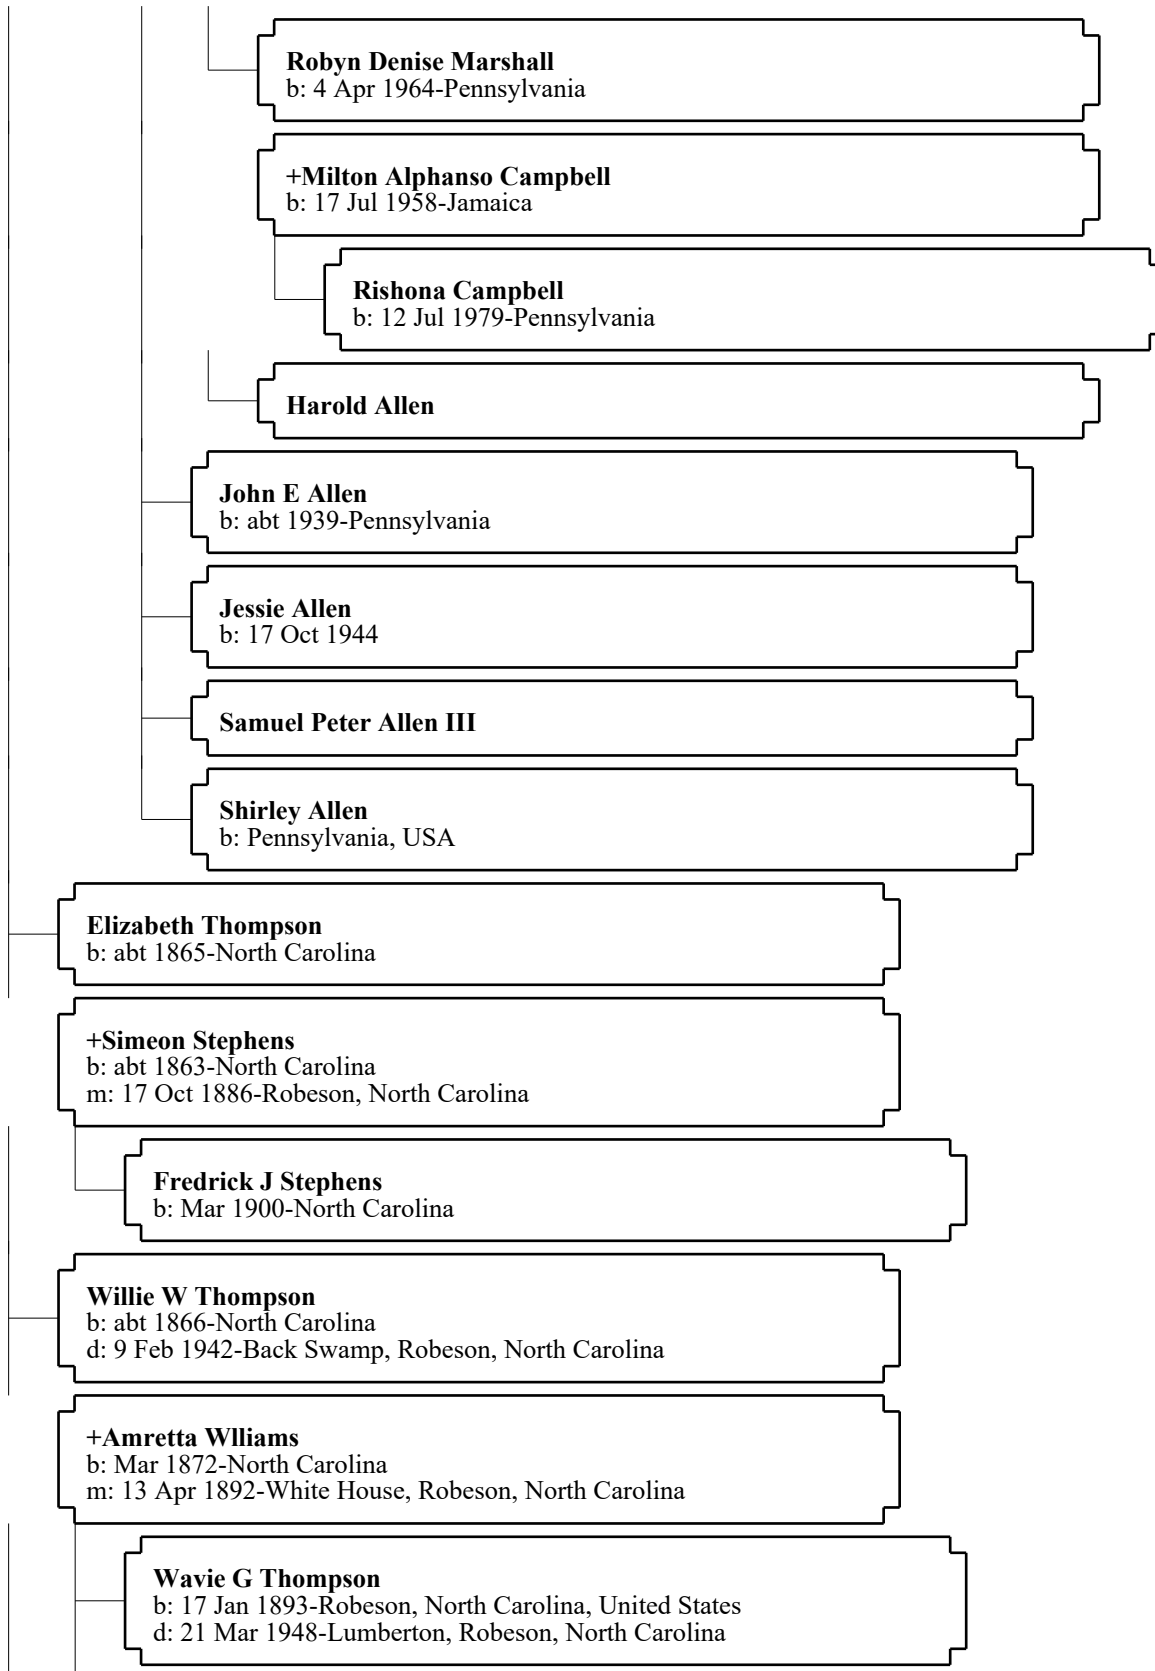 Robyn Denise Marshall
b: 4 Apr 1964-Pennsylvania
+Milton Alphanso Campbell
b: 17 Jul 1958-Jamaica
Rishona Campbell
b: 12 Jul 1979-Pennsylvania
Harold Allen
John E Allen
b: abt 1939-Pennsylvania
Jessie Allen
b: 17 Oct 1944
Samuel Peter Allen III
Shirley Allen
b: Pennsylvania, USA
Elizabeth Thompson
b: abt 1865-North Carolina
+Simeon Stephens
b: abt 1863-North Carolina
m: 17 Oct 1886-Robeson, North Carolina
Fredrick J Stephens
b: Mar 1900-North Carolina
Willie W Thompson
b: abt 1866-North Carolina
d: 9 Feb 1942-Back Swamp, Robeson, North Carolina
+Amretta Wlliams
b: Mar 1872-North Carolina
m: 13 Apr 1892-White House, Robeson, North Carolina
Wavie G Thompson
b: 17 Jan 1893-Robeson, North Carolina, United States
d: 21 Mar 1948-Lumberton, Robeson, North Carolina